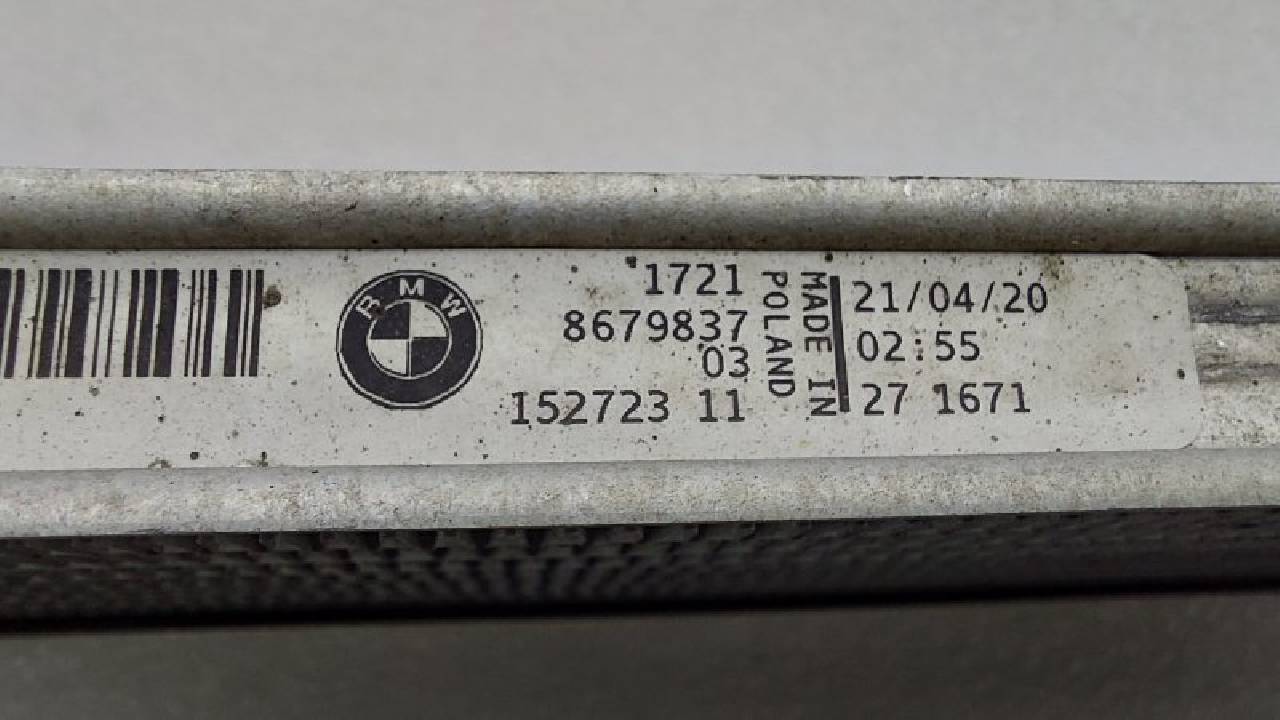 BMW
1721
8679837
03
152723 11
MADE IN
POLAND
21/04/20
02:55
27 1671